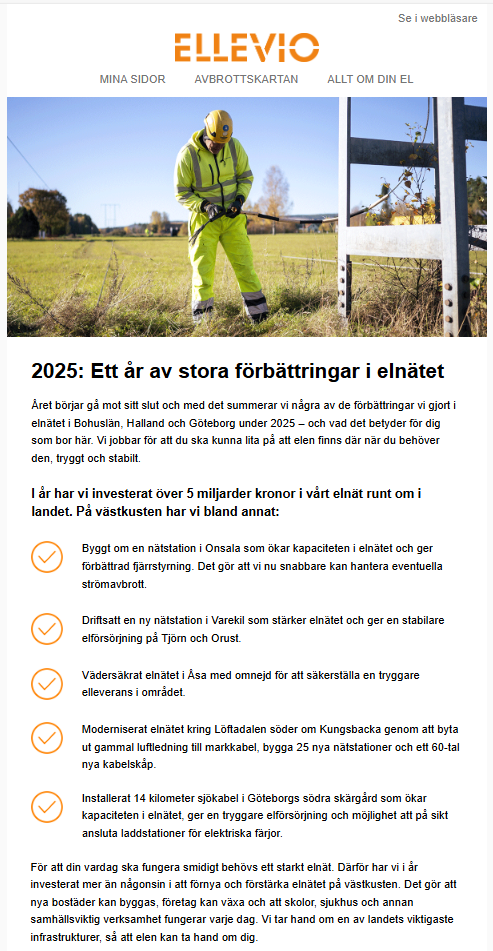 Se i webbläsare
ELLEVIO
MINA SIDOR AVBROTTSKARTAN ALLT OM DIN EL
2025: Ett år av stora förbättringar i elnätet
Året börjar gå mot sitt slut och med det summerar vi några av de förbättringar vi gjort i
elnätet i Bohuslän, Halland och Göteborg under 2025 – och vad det betyder för dig
som bor här. Vi jobbar för att du ska kunna lita på att elen finns där när du behöver
den, tryggt och stabilt.
I år har vi investerat över 5 miljarder kronor i vårt elnät runt om i
landet. På västkusten har vi bland annat:
Byggt om en nätstation i Onsala som ökar kapaciteten i elnätet och ger
förbättrad fjärrstyrning. Det gör att vi nu snabbare kan hantera eventuella
strömavbrott.
Driftsatt en ny nätstation i Varekil som stärker elnätet och ger en stabilare
elförsörjning på Tjörn och Orust.
Vädersäkrat elnätet i Åsa med omnejd för att säkerställa en tryggare
elleverans i området.
Moderniserat elnätet kring Löftadalen söder om Kungsbacka genom att byta
ut gammal luftledning till markkabel, bygga 25 nya nätstationer och ett 60-tal
nya kabelskåp.
Installerat 14 kilometer sjökabel i Göteborgs södra skärgård som ökar
kapaciteten i elnätet, ger en tryggare elförsörjning och möjlighet att på sikt
ansluta laddstationer för elektriska färjor.
För att din vardag ska fungera smidigt behövs ett starkt elnät. Därför har vi i år
investerat mer än någonsin i att förnya och förstärka elnätet på västkusten. Det gör att
nya bostäder kan byggas, företag kan växa och att skolor, sjukhus och annan
samhällsviktig verksamhet fungerar varje dag. Vi tar hand om en av landets viktigaste
infrastrukturer, så att elen kan ta hand om dig.